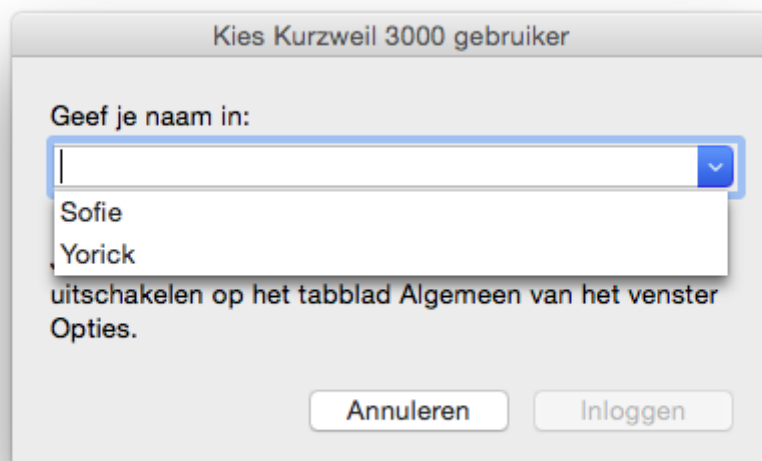 Kies Kurzweil 3000 gebruiker
Geef je naam in:
Sofie
Yorick
uitschakelen op het tabblad Algemeen van het venster
Opties.
Annuleren
Inloggen